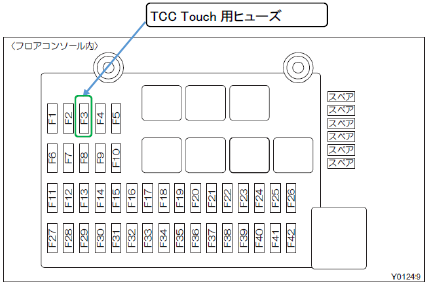 TCC Touch 用ヒューズ
〈フロアコンソール内〉
F1 F2 F3 F4 F5
スペア
スペア
スペア
スペア
スペア
スペア
F6 F7 F8 F9 F10
F11 F12 F13 F14 F15 F16 F17 F18 F19 F20 F21 F22 F23 F24 F25 F26
F27 F28 F29 F30 F31 F32 F33 F34 F35 F36 F37 F38 F39 F40 F41 F42
Y01249